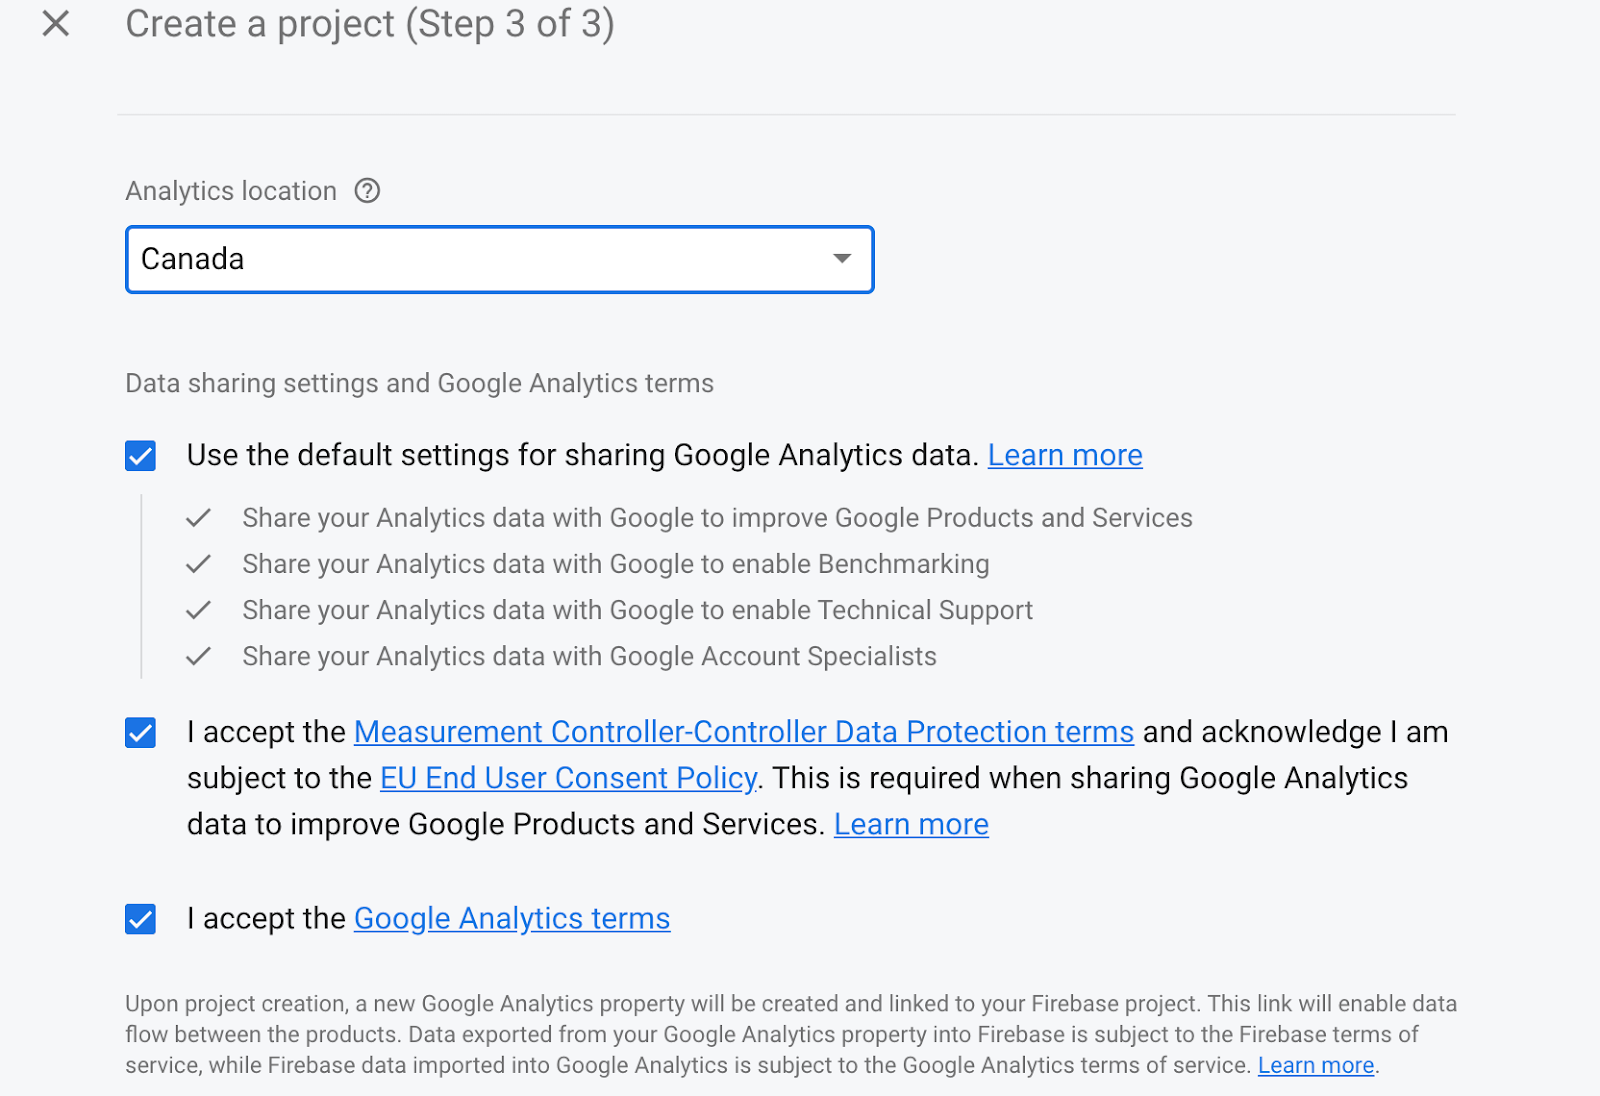 Create a project (Step 3 of 3)
Analytics location
Canada
Data sharing settings and Google Analytics terms
Use the default settings for sharing Google Analytics data. Learn more
Share your Analytics data with Google to improve Google Products and Services
Share your Analytics data with Google to enable Benchmarking
Share your Analytics data with Google to enable Technical Support
Share your Analytics data with Google Account Specialists
I accept the Measurement Controller-Controller Data Protection terms and acknowledge I am
subject to the EU End User Consent Policy. This is required when sharing Google Analytics
data to improve Google Products and Services. Learn more
I accept the Google Analytics terms
Upon project creation, a new Google Analytics property will be created and linked to your Firebase project. This link will enable data
flow between the products. Data exported from your Google Analytics property into Firebase is subject to the Firebase terms of
service, while Firebase data imported into Google Analytics is subject to the Google Analytics terms of service. Learn more.